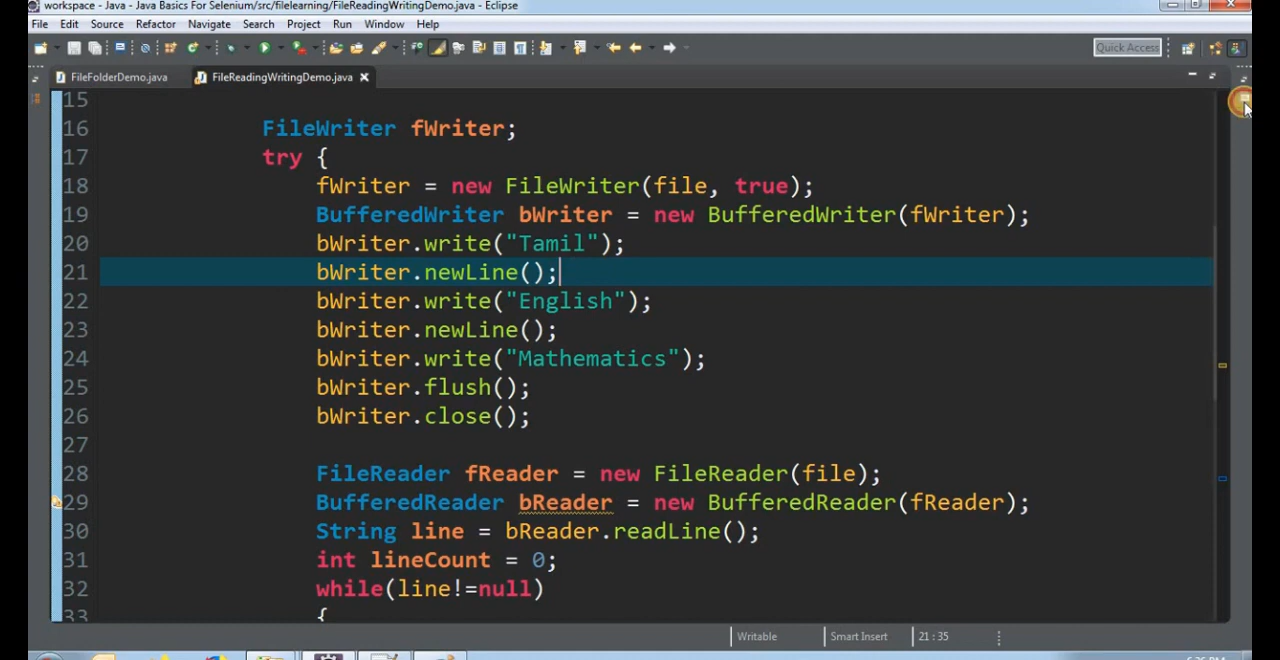 workspace - Java - Java Basics For Selenium/src/filelearning/FileReadingWritingDemo.java - Eclipse
File Edit Source Refactor Navigate Search Project Run Window Help
Quick Access
FileFolderDemo.java FileReadingWritingDemo.java
15
16 FileWriter fWriter;
17 try {
18 fWriter = new FileWriter(file, true);
19 BufferedWriter bWriter = new BufferedWriter(fWriter);
20 bWriter.write("Tamil");
21 bWriter.newLine();
22 bWriter.write("English");
23 bWriter.newLine();
24 bWriter.write("Mathematics");
25 bWriter.flush();
26 bWriter.close();
27
28 FileReader fReader = new FileReader(file);
29 BufferedReader bReader = new BufferedReader(fReader);
30 String line = bReader.readLine();
31 int lineCount = 0;
32 while(line!=null)
33 {
Writable Smart Insert 21 : 35